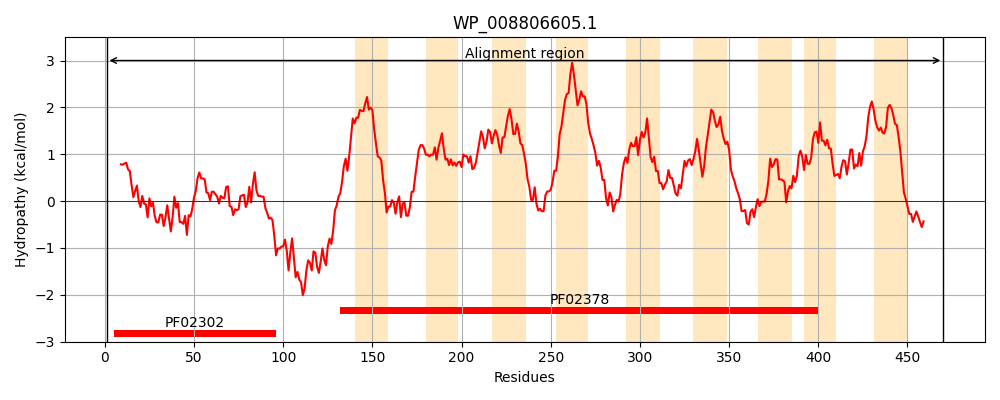 WP_008806605.1
Hydropathy (kcal/mol)
3
2
1
0
−1
−2
−3
Alignment region
PF02378
PF02302
0 50 100 150 200 250 300 350 400 450
Residues